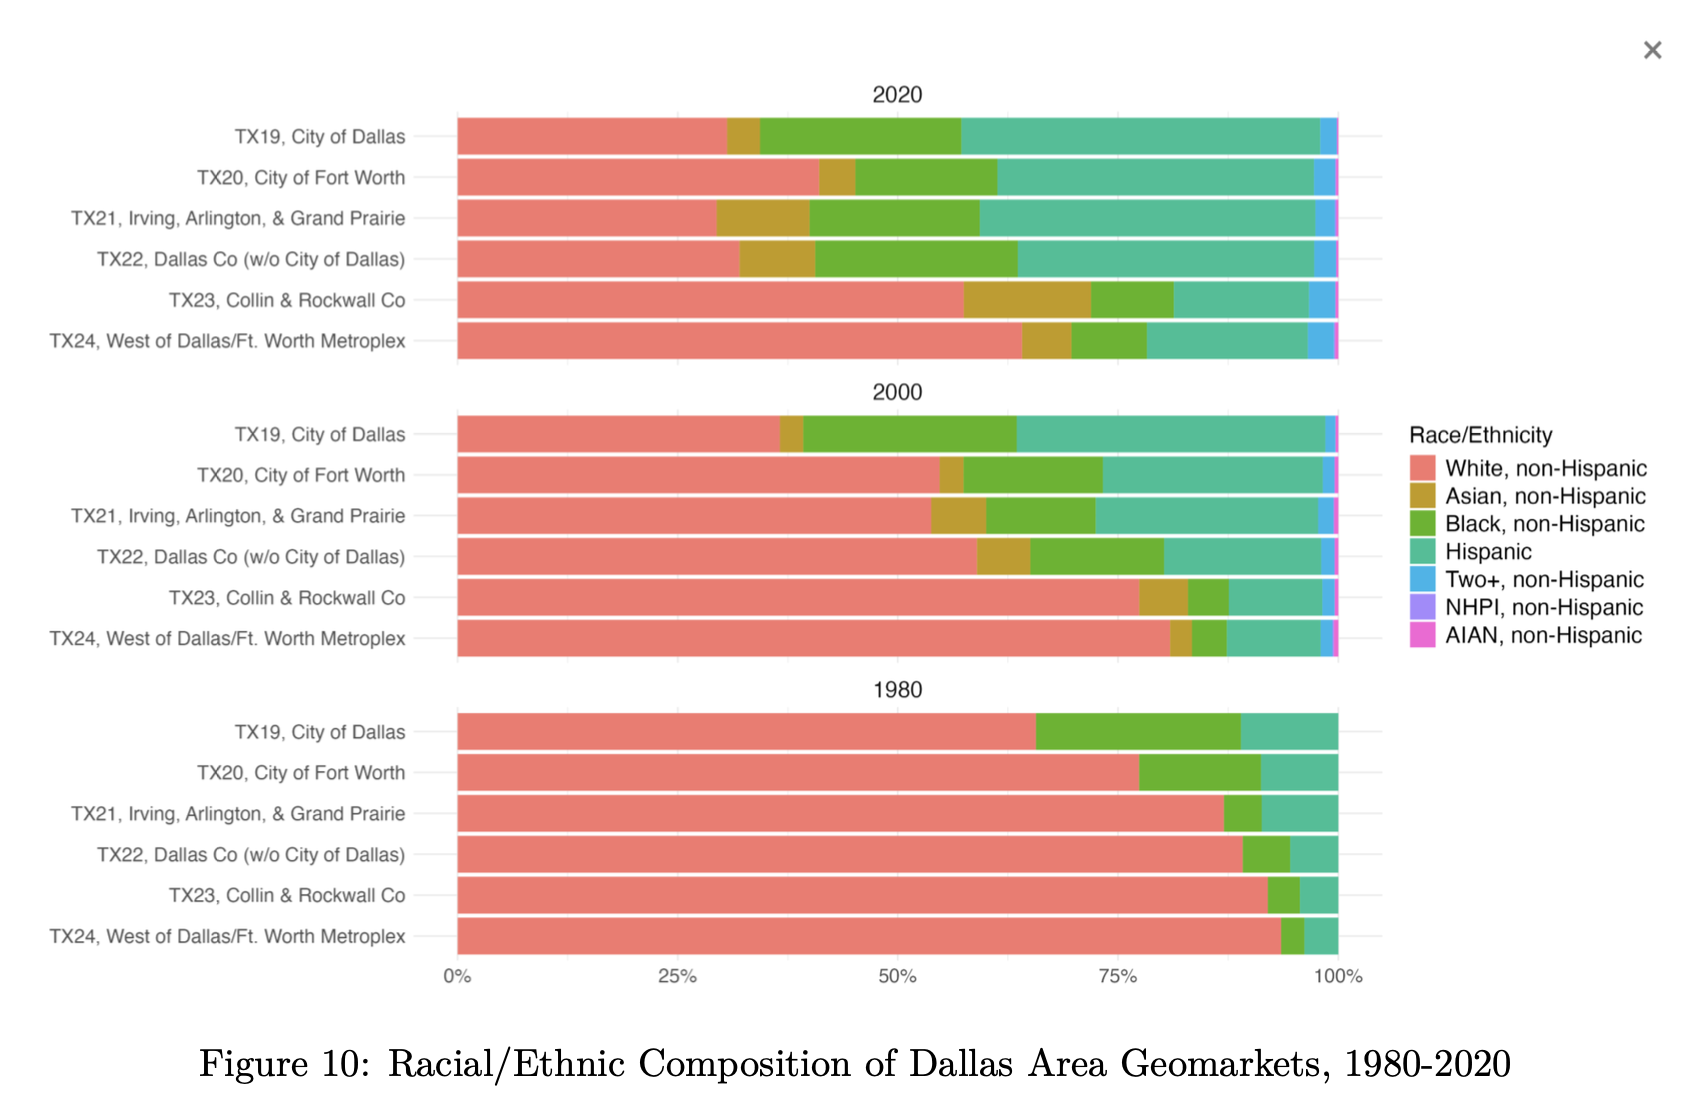 ×
2020
TX19, City of Dallas
TX20, City of Fort Worth
TX21, Irving, Arlington, & Grand Prairie
TX22, Dallas Co (w/o City of Dallas)
TX23, Collin & Rockwall Co
TX24, West of Dallas/Ft. Worth Metroplex
2000
TX19, City of Dallas
TX20, City of Fort Worth
TX21, Irving, Arlington, & Grand Prairie
TX22, Dallas Co (w/o City of Dallas)
TX23, Collin & Rockwall Co
TX24, West of Dallas/Ft. Worth Metroplex
Race/Ethnicity
White, non-Hispanic
Asian, non-Hispanic
Black, non-Hispanic
Hispanic
Two+, non-Hispanic
NHPI, non-Hispanic
AIAN, non-Hispanic
1980
TX19, City of Dallas
TX20, City of Fort Worth
TX21, Irving, Arlington, & Grand Prairie
TX22, Dallas Co (w/o City of Dallas)
TX23, Collin & Rockwall Co
TX24, West of Dallas/Ft. Worth Metroplex
0% 25% 50% 75% 100%
Figure 10: Racial/Ethnic Composition of Dallas Area Geomarkets, 1980-2020